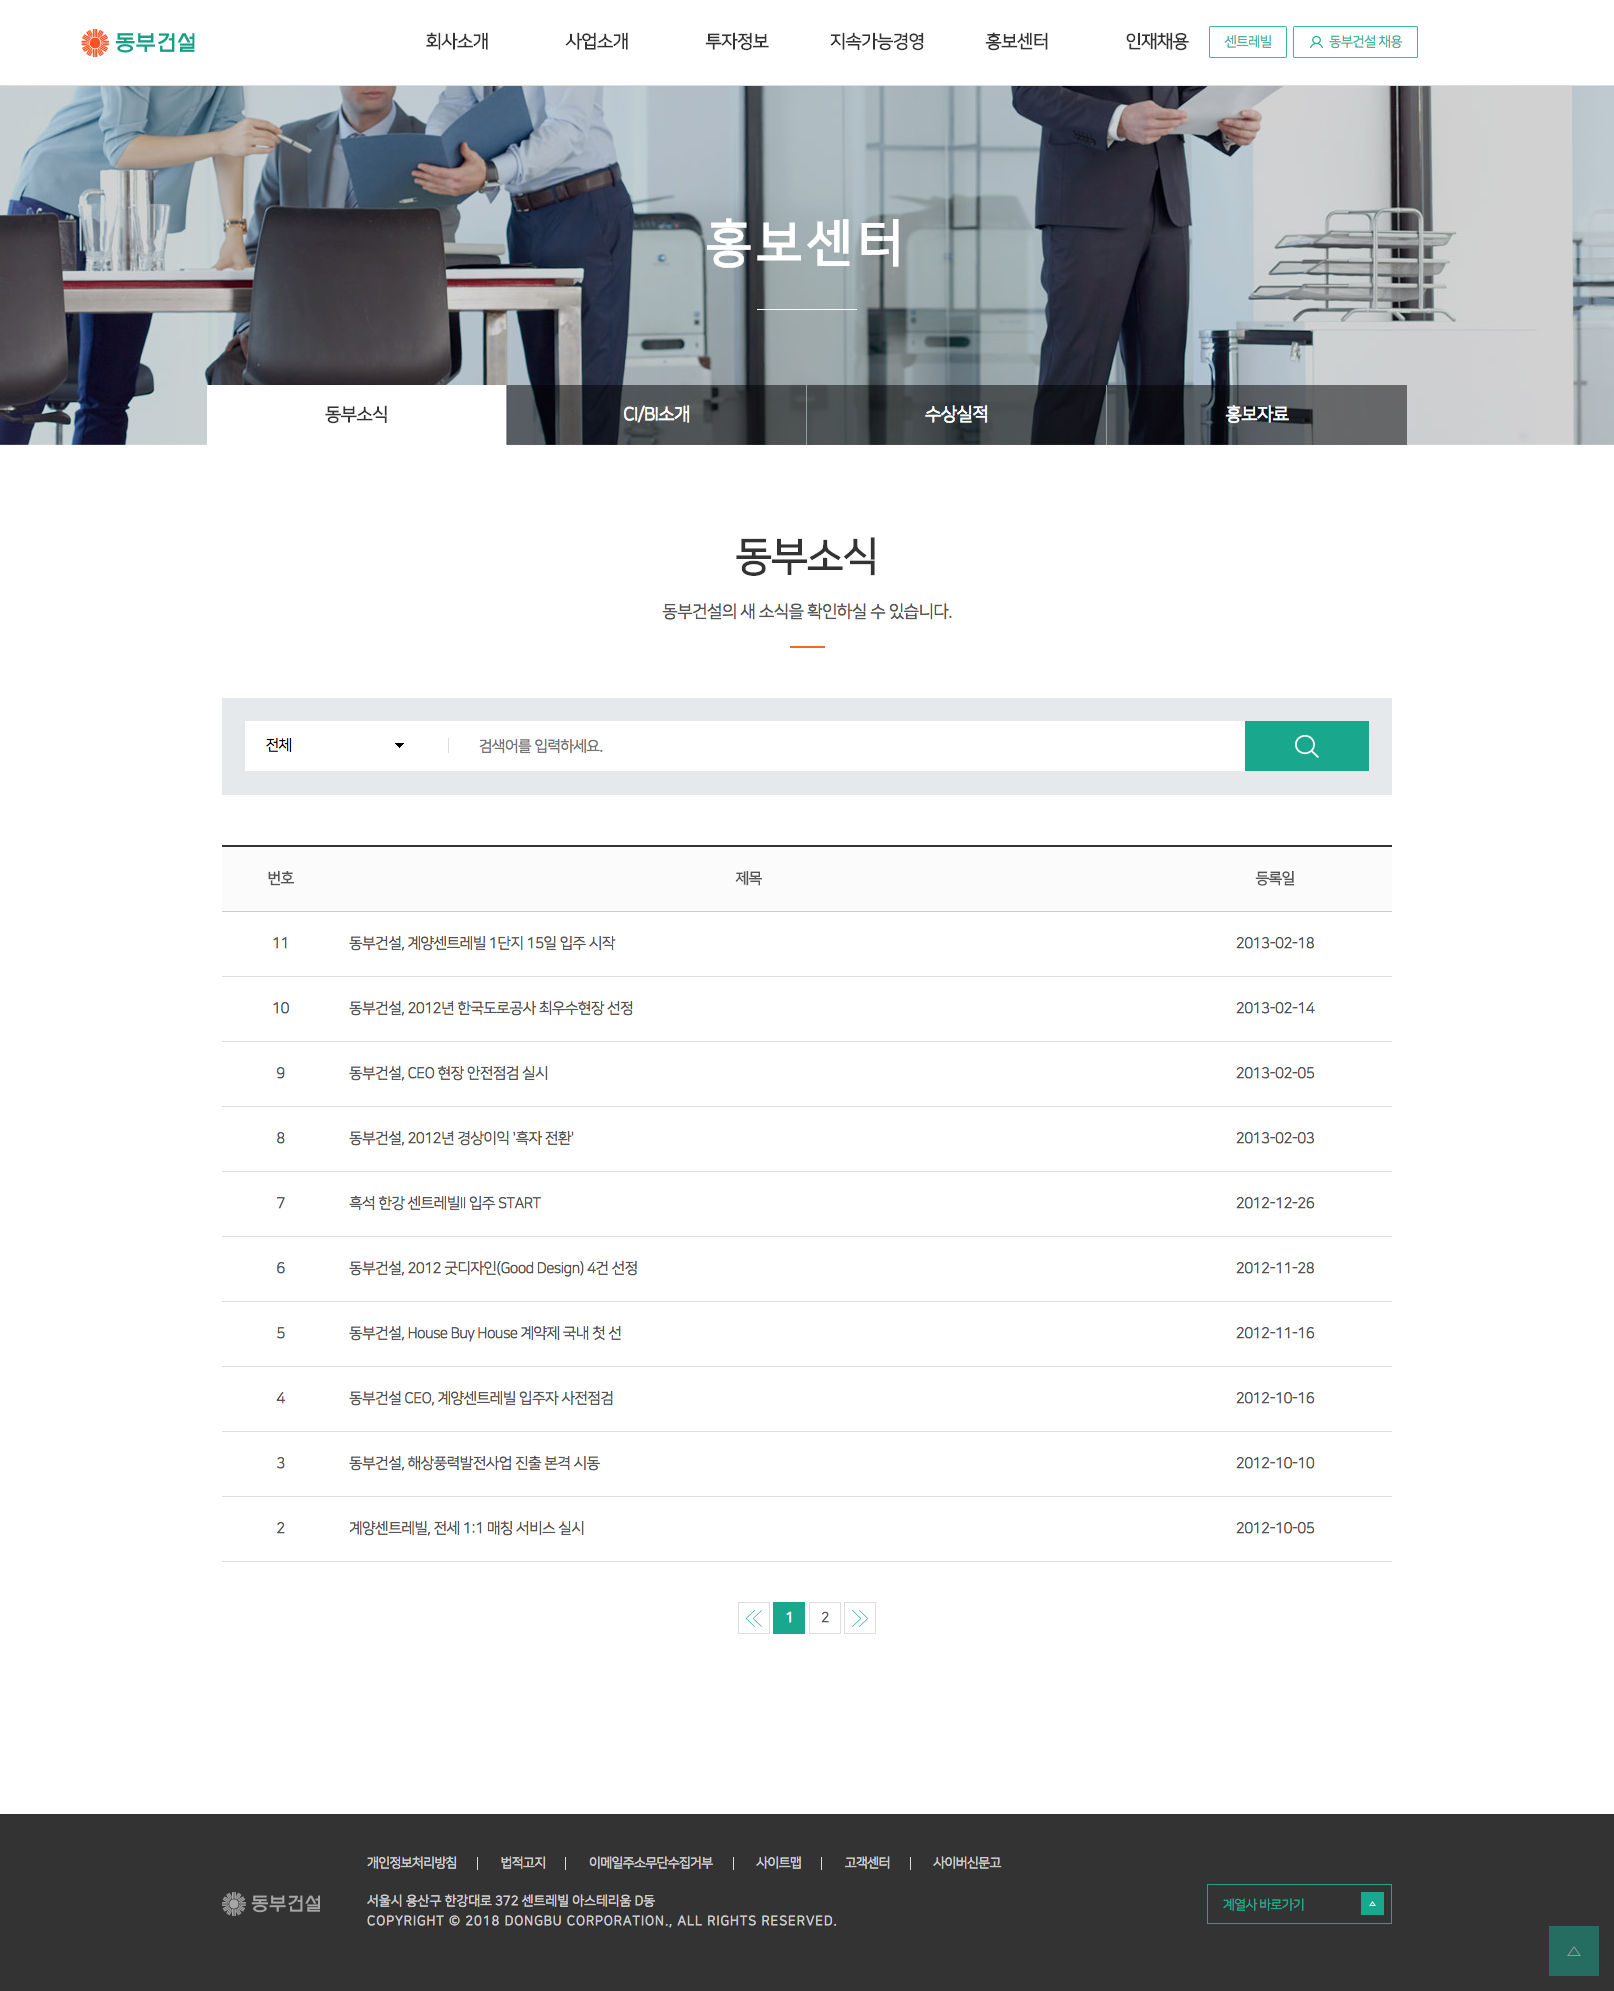 동부건설
회사소개 사업소개 투자정보 지속가능경영 홍보센터 인재채용 센트레빌 동부건설 채용
홍보센터
동부소식 CI/BI소개 수상실적 홍보자료
동부소식
동부건설의 새 소식을 확인하실 수 있습니다.
전체 검색어를 입력하세요.
번호 제목 등록일
11 동부건설, 계양센트레빌 1단지 15일 입주 시작 2013-02-18
10 동부건설, 2012년 한국도로공사 최우수현장 선정 2013-02-14
9 동부건설, CEO 현장 안전점검 실시 2013-02-05
8 동부건설, 2012년 경상이익 '흑자 전환' 2013-02-03
7 흑석 한강 센트레빌II 입주 START 2012-12-26
6 동부건설, 2012 굿디자인(Good Design) 4건 선정 2012-11-28
5 동부건설, House Buy House 계약제 국내 첫 선 2012-11-16
4 동부건설 CEO, 계양센트레빌 입주자 사전점검 2012-10-16
3 동부건설, 해상풍력발전사업 진출 본격 시동 2012-10-10
2 계양센트레빌, 전세 1:1 매칭 서비스 실시 2012-10-05
1 2
개인정보처리방침 법적고지 이메일주소무단수집거부 사이트맵 고객센터 사이버신문고
동부건설
서울시 용산구 한강대로 372 센트레빌 아스테리움 D동
COPYRIGHT © 2018 DONGBU CORPORATION., ALL RIGHTS RESERVED.
계열사 바로가기